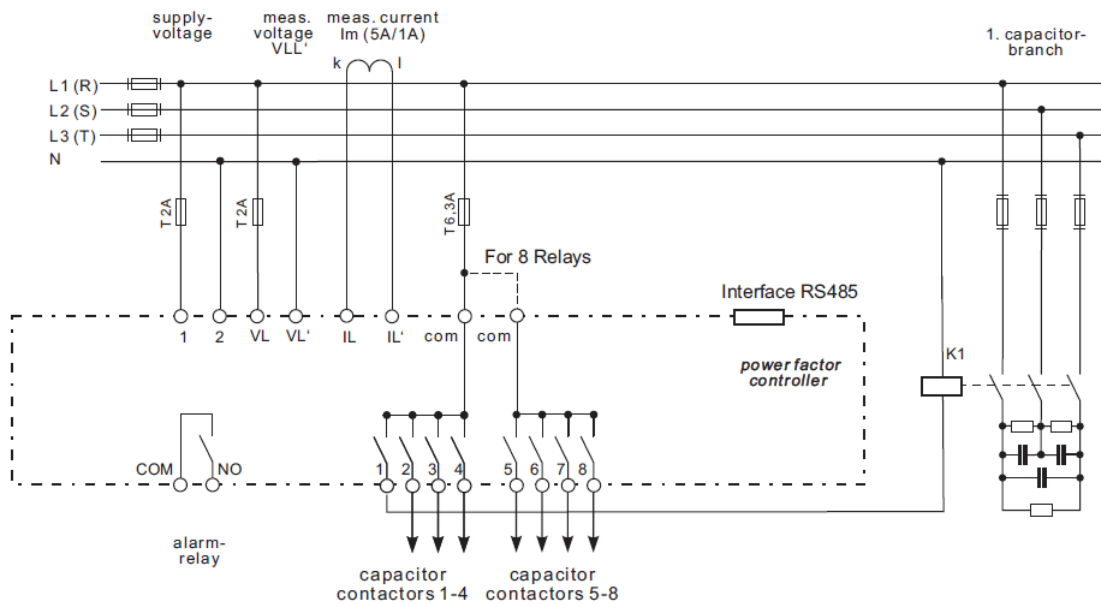 supply-
voltage
meas.
voltage
VLL'
meas. current
Im (5A/1A)
k
l
1. capacitor-
branch
L1 (R)
L2 (S)
L3 (T)
N
T2A
T2A
T6,3A
For 8 Relays
Interface RS485
1
2
VL
VL'
IL
IL'
com
com
power factor
controller
K1
COM
NO
1
2
3
4
5
6
7
8
alarm-
relay
capacitor
contactors 1-4
capacitor
contactors 5-8